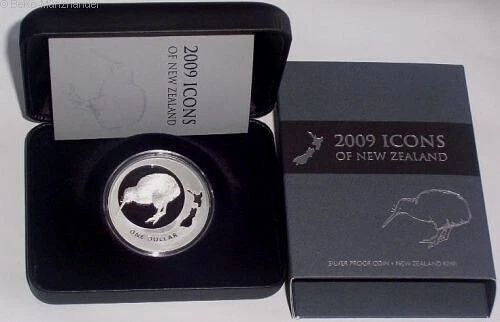 2009 ICONS
OF NEW ZEALAND
ONE DOLLAR
2009 ICONS
OF NEW ZEALAND
SILVER PROOF COIN • NEW ZEALAND KIWI